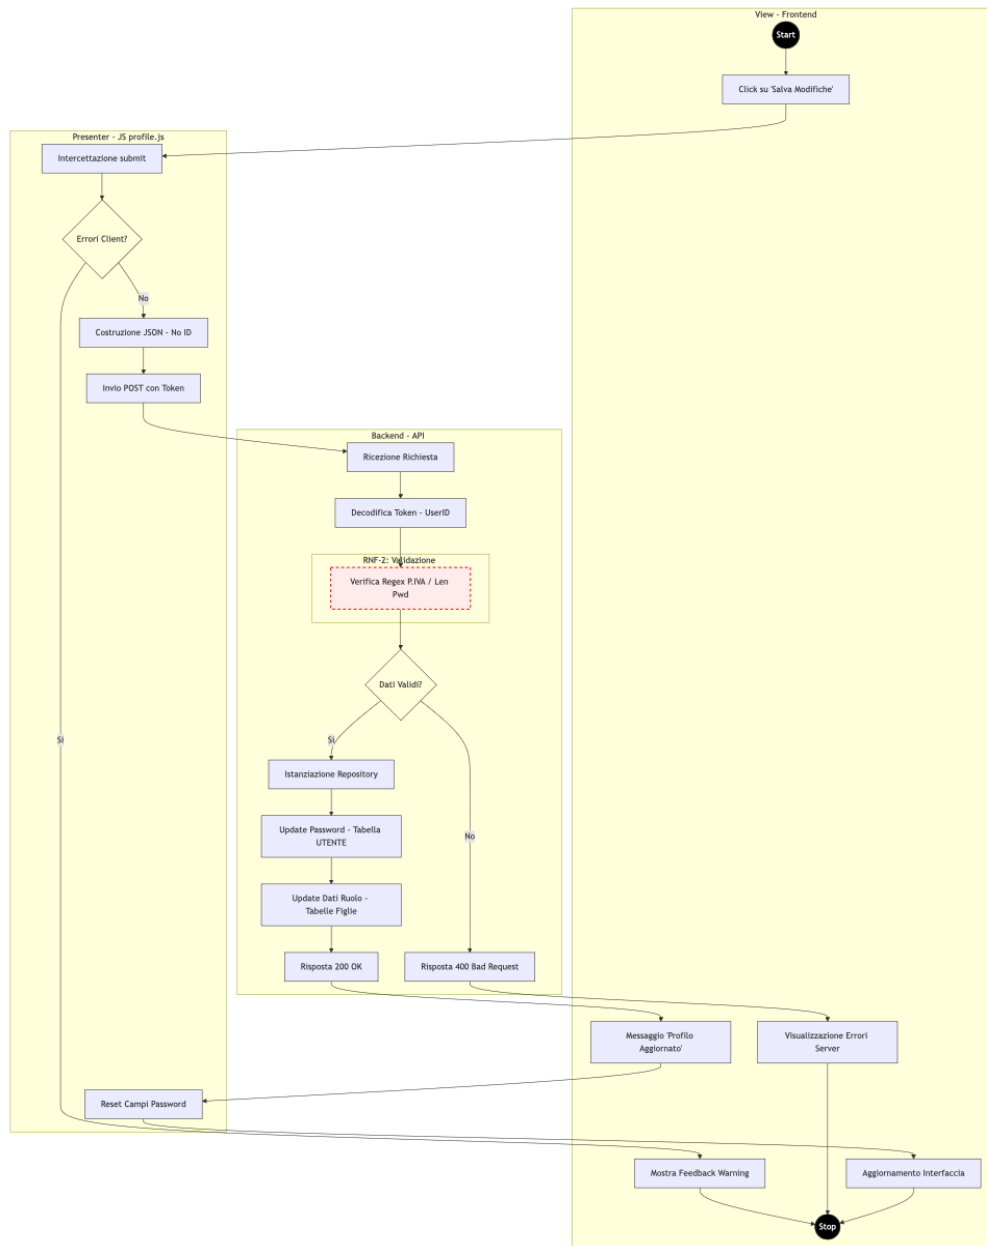 View - Frontend
Start
Click su 'Salva Modifiche'
Presenter - JS profile.js
Intercettazione submit
Errori Client?
No
Costruzione JSON - No ID
Invio POST con Token
Backend - API
Ricezione Richiesta
Decodifica Token - UserID
RNF-2: Validazione
Verifica Regex P.IVA / Len
Pwd
Dati Validi?
Sì
Sì
Istanziazione Repository
Update Password - Tabella
UTENTE
No
Update Dati Ruolo -
Tabelle Figlie
Risposta 200 OK
Risposta 400 Bad Request
Messaggio 'Profilo
Aggiornato'
Visualizzazione Errori
Server
Reset Campi Password
Mostra Feedback Warning
Aggiornamento Interfaccia
Stop